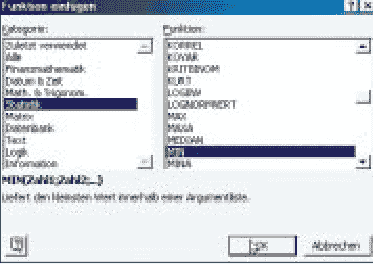 Funktion einfügen
Kategorie:
Funktion:
Zuletzt verwendet
Alle
Finanzmathematik
Datum & Zeit
Math. & Trigonom.
Statistik
Matrix
Datenbank
Text
Logik
Information
KORREL
KOVAR
KRITBINOM
KURT
LOGINV
LOGNORMVERT
MAX
MAXA
MEDIAN
MIN
MINA
MIN(Zahl1;Zahl2;...)
Liefert den kleinsten Wert innerhalb einer Argumentliste.
OK
Abbrechen